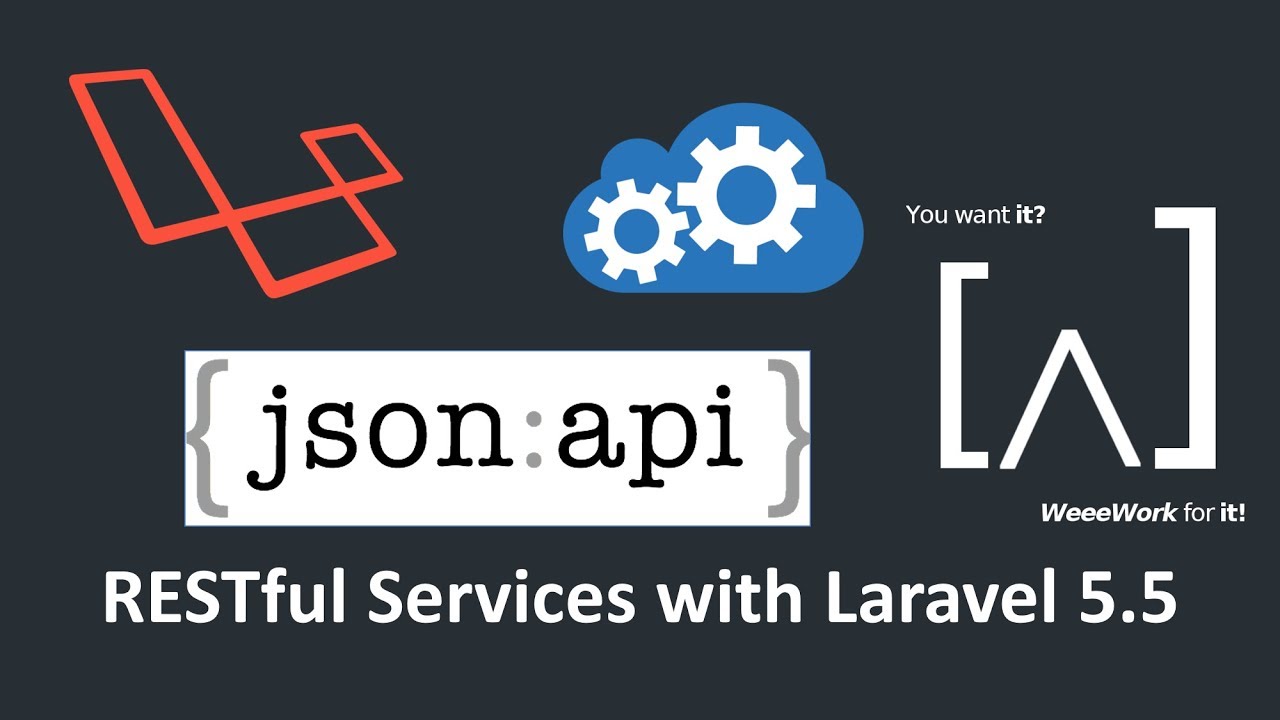 You want it?
{json:api}
WeeeWork for it!
RESTful Services with Laravel 5.5